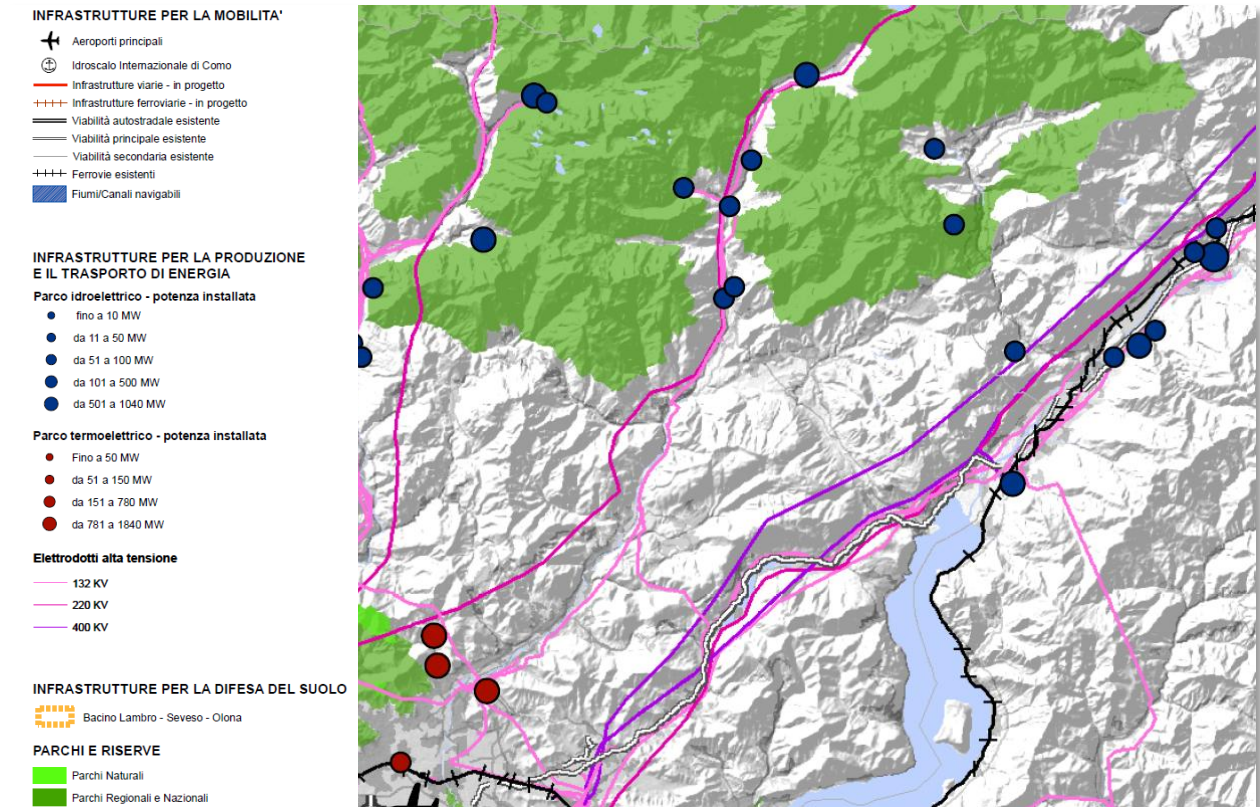 INFRASTRUTTURE PER LA MOBILITA'
Aeroporti principali
Idroscalo Internazionale di Como
Infrastrutture viarie - in progetto
Infrastrutture ferroviarie - in progetto
Viabilità autostradale esistente
Viabilità principale esistente
Viabilità secondaria esistente
Ferrovie esistenti
Fiumi/Canali navigabili
INFRASTRUTTURE PER LA PRODUZIONE
E IL TRASPORTO DI ENERGIA
Parco idroelettrico - potenza installata
fino a 10 MW
da 11 a 50 MW
da 51 a 100 MW
da 101 a 500 MW
da 501 a 1040 MW
Parco termoelettrico - potenza installata
Fino a 50 MW
da 51 a 150 MW
da 151 a 780 MW
da 781 a 1840 MW
Elettrodotti alta tensione
132 KV
220 KV
400 KV
INFRASTRUTTURE PER LA DIFESA DEL SUOLO
Bacino Lambro - Seveso - Olona
PARCHI E RISERVE
Parchi Naturali
Parchi Regionali e Nazionali